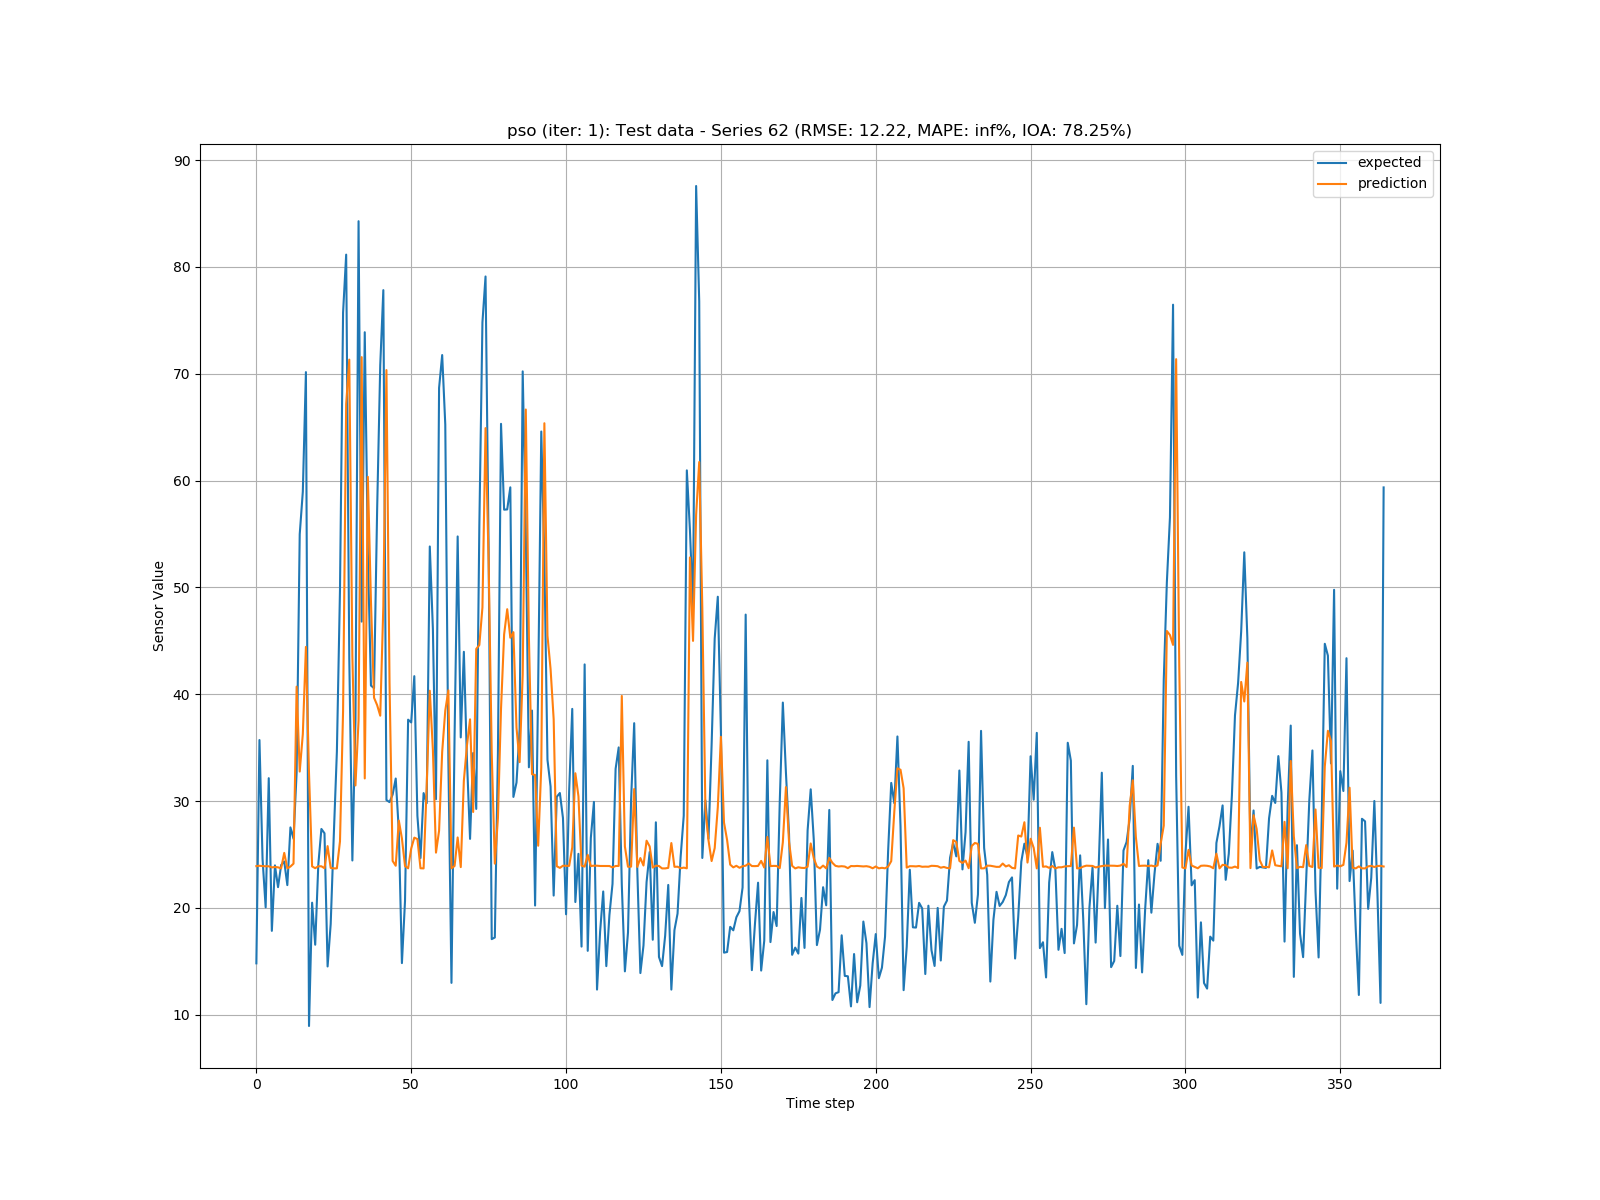 pso (iter: 1): Test data - Series 62 (RMSE: 12.22, MAPE: inf%, IOA: 78.25%)
expected
prediction
Sensor Value
90
80
70
60
50
40
30
20
10
0 50 100 150 200 250 300 350
Time step